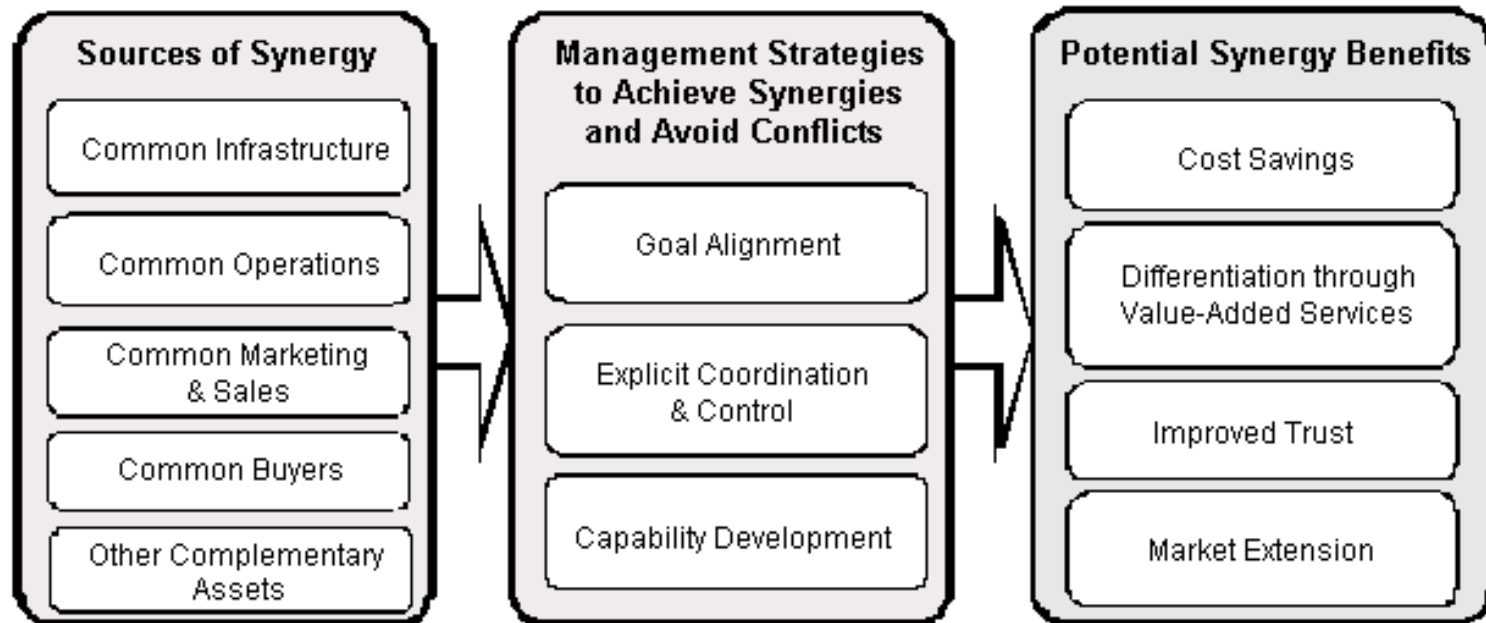 Sources of Synergy
Common Infrastructure
Common Operations
Common Marketing
& Sales
Common Buyers
Other Complementary
Assets
Management Strategies
to Achieve Synergies
and Avoid Conflicts
Goal Alignment
Explicit Coordination
& Control
Capability Development
Potential Synergy Benefits
Cost Savings
Differentiation through
Value-Added Services
Improved Trust
Market Extension